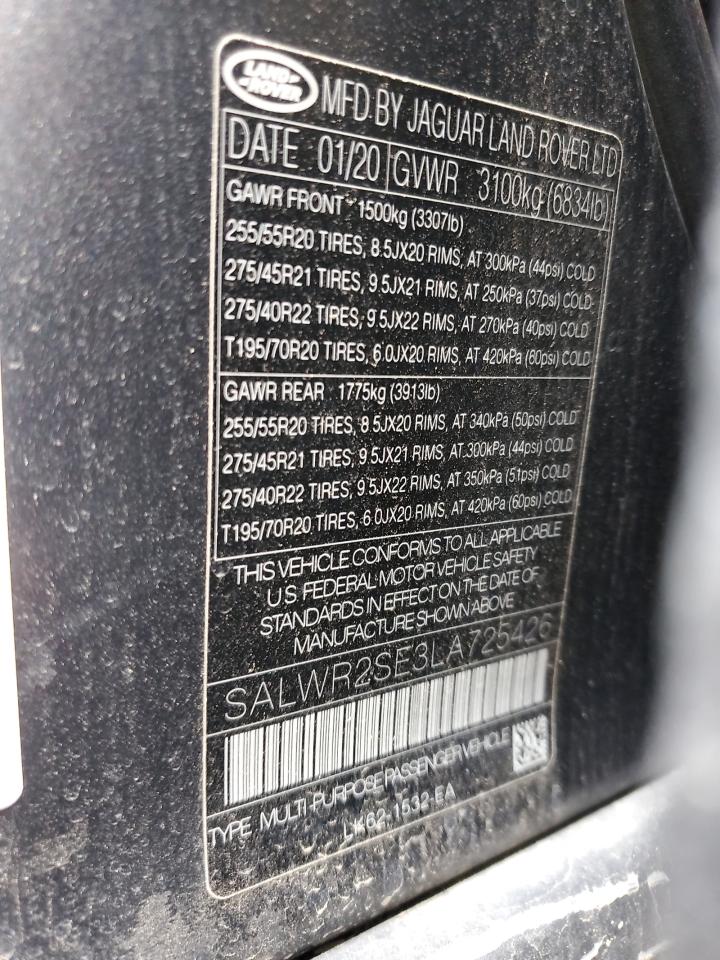 LAND ROVER
MFD BY JAGUAR LAND ROVER LTD
DATE 01/20 GVWR 3100kg (6834lb)
GAWR FRONT 1500kg (3307lb)
255/55R20 TIRES, 8.5JX20 RIMS, AT 300kPa (44psi) COLD
275/45R21 TIRES, 9.5JX21 RIMS, AT 250kPa (37psi) COLD
275/40R22 TIRES, 9.5JX22 RIMS, AT 270kPa (40psi) COLD
T195/70R20 TIRES, 6.0JX20 RIMS, AT 420kPa (60psi) COLD
GAWR REAR 1775kg (3913lb)
255/55R20 TIRES, 8.5JX20 RIMS, AT 340kPa (50psi) COLD
275/45R21 TIRES, 9.5JX21 RIMS, AT 300kPa (44psi) COLD
275/40R22 TIRES, 9.5JX22 RIMS, AT 350kPa (51psi) COLD
T195/70R20 TIRES, 6.0JX20 RIMS, AT 420kPa (60psi) COLD
THIS VEHICLE CONFORMS TO ALL APPLICABLE
U.S. FEDERAL MOTOR VEHICLE SAFETY
STANDARDS IN EFFECT ON THE DATE OF
MANUFACTURE SHOWN ABOVE
SALWR2SE3LA725426
TYPE MULTI-PURPOSE PASSENGER VEHICLE
LK62-1532-EA